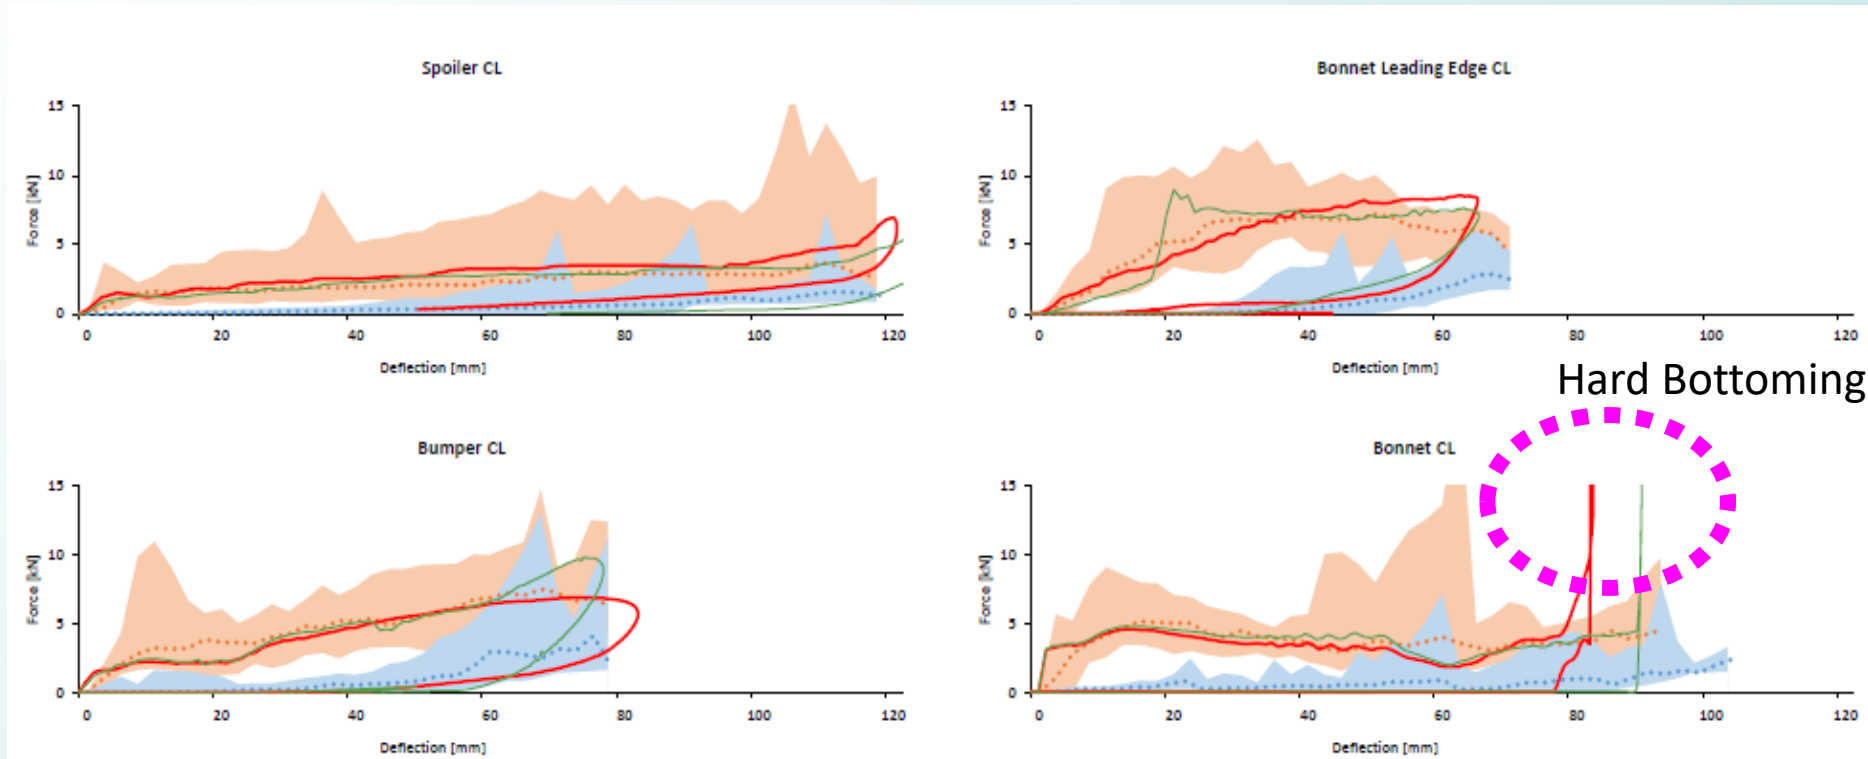 Spoiler CL
15
10
5
0
Force [kN]
0 20 40 60 80 100 120
Deflection [mm]
Bonnet Leading Edge CL
15
10
5
0
Force [kN]
0 20 40 60 80 100 120
Deflection [mm]
Hard Bottoming
Bumper CL
15
10
5
0
Force [kN]
0 20 40 60 80 100 120
Deflection [mm]
Bonnet CL
15
10
5
0
Force [kN]
0 20 40 60 80 100 120
Deflection [mm]